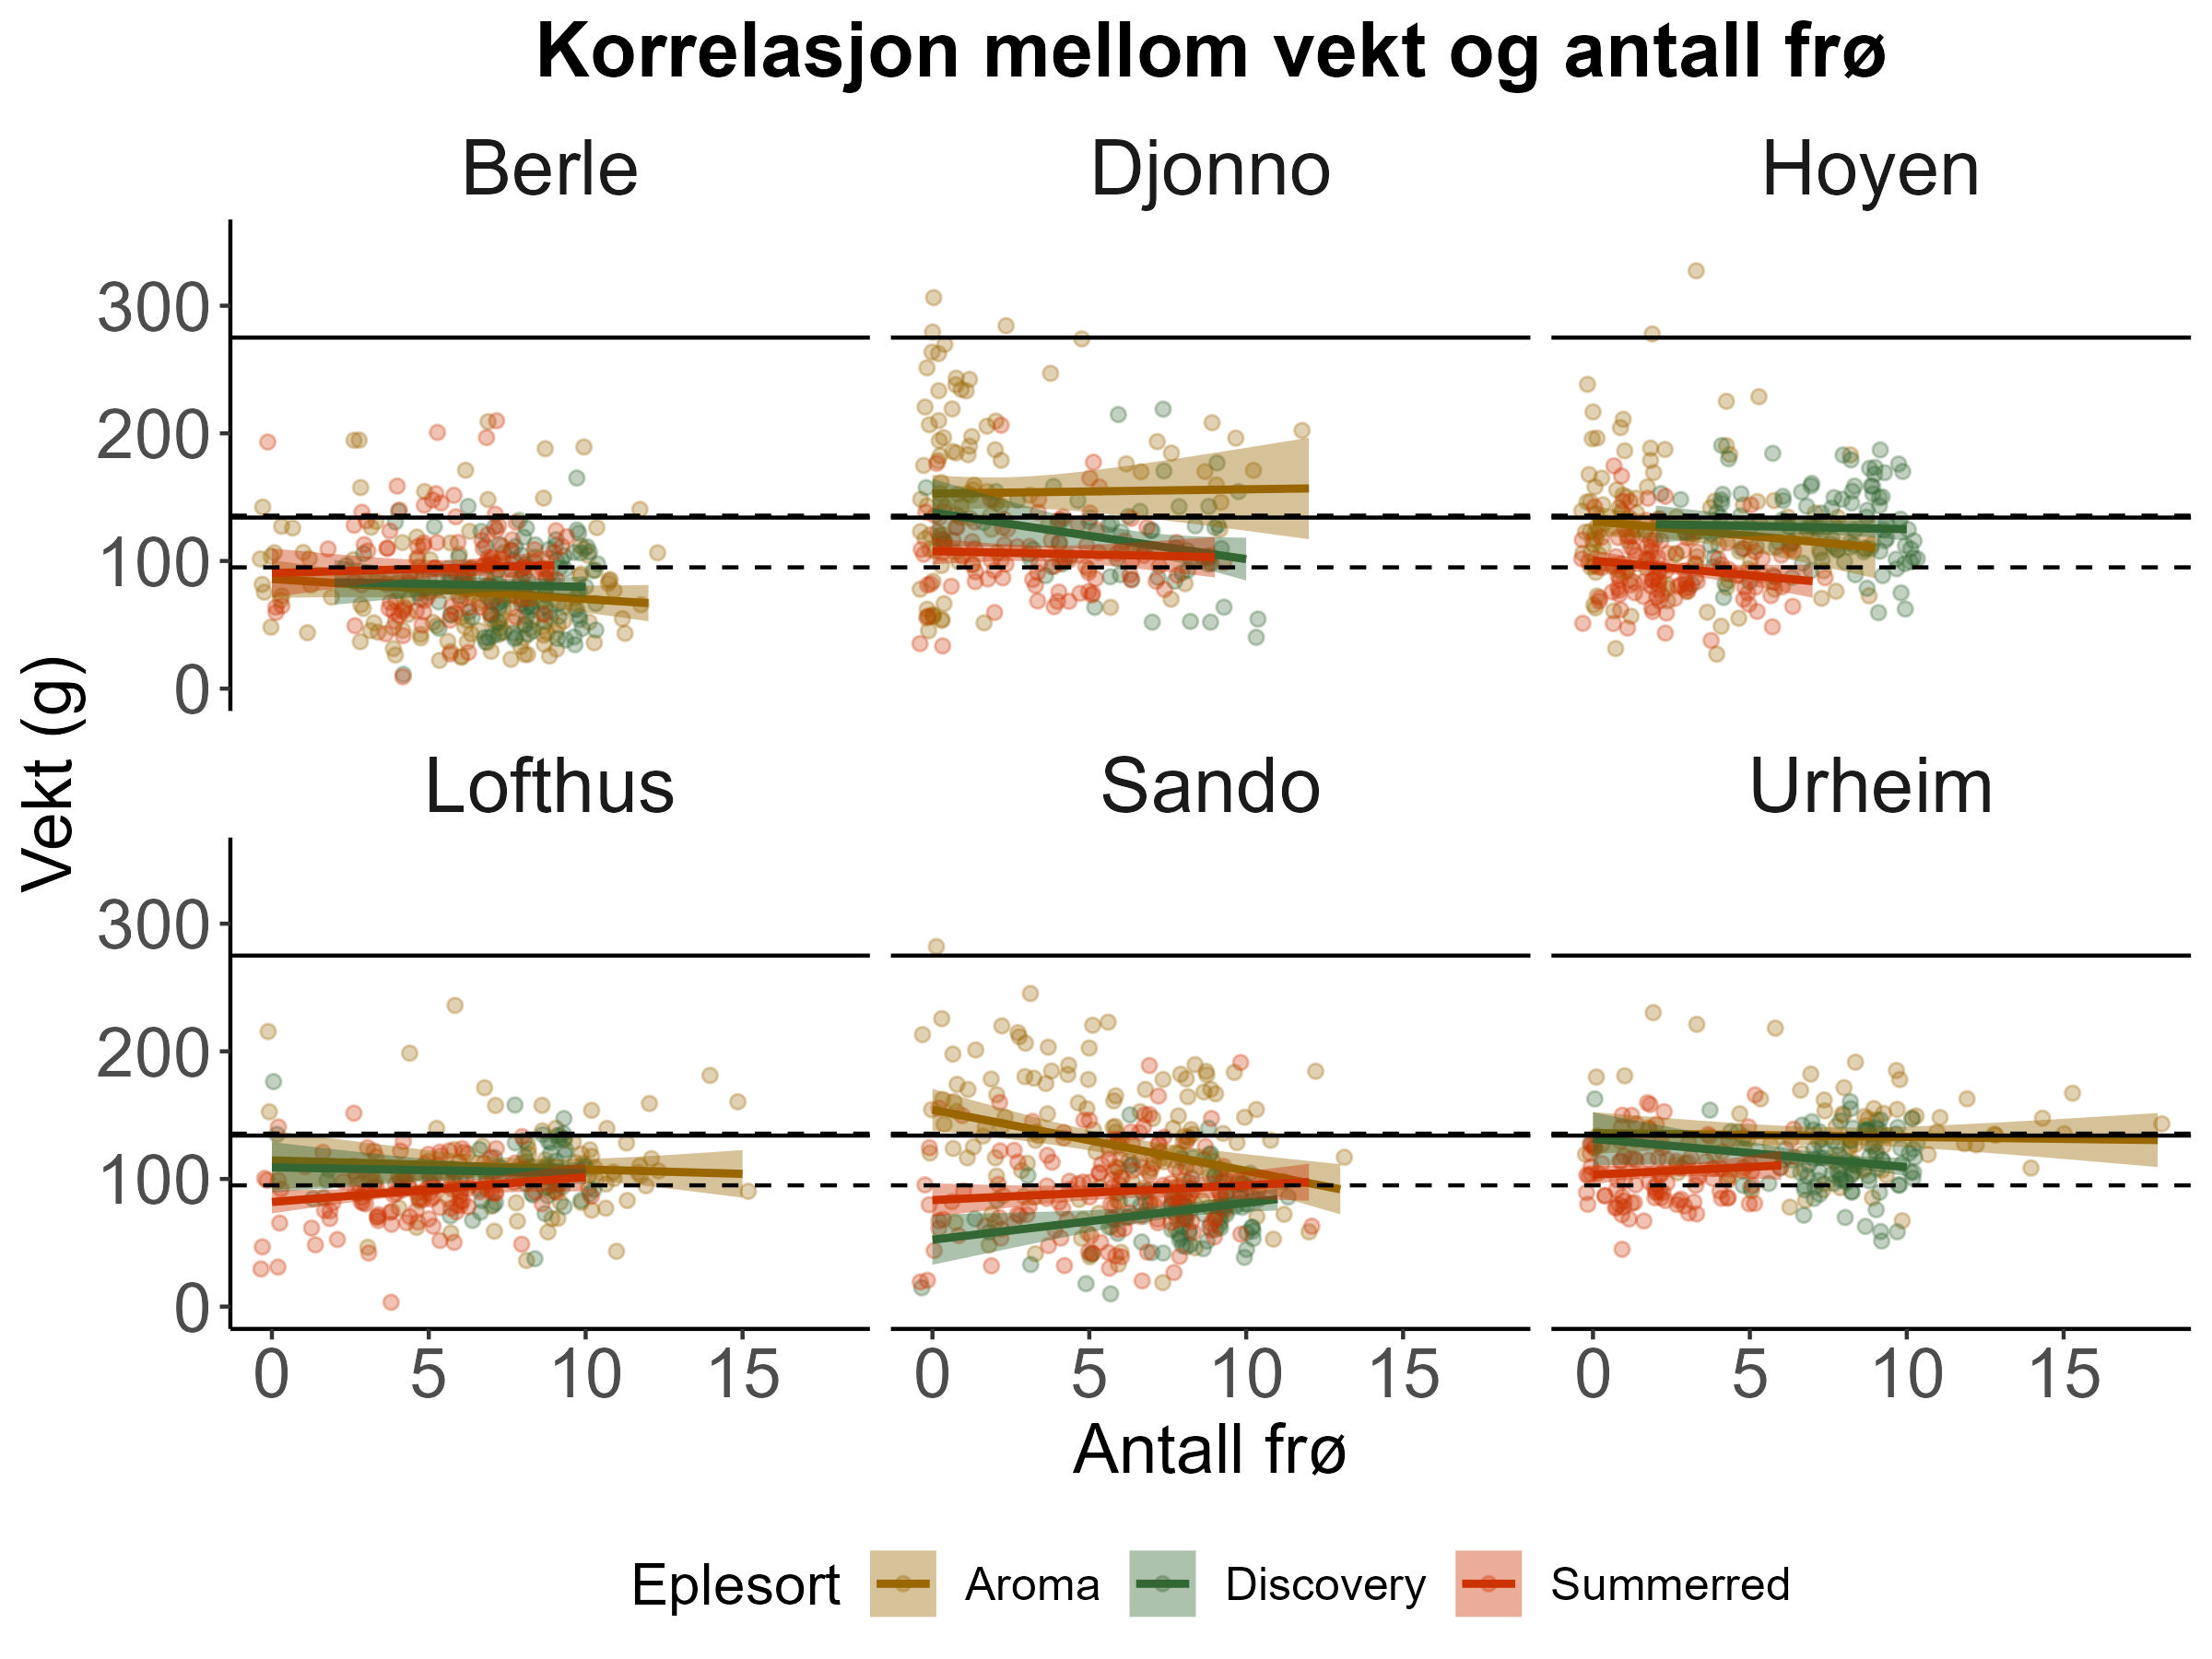 Korrelasjon mellom vekt og antall frø
Berle
Djonno
Hoyen
300
200
100
0
Vekt (g)
Lofthus
Sando
Urheim
300
200
100
0
0 5 10 15
0 5 10 15
0 5 10 15
Antall frø
Eplesort Aroma Discovery Summerred